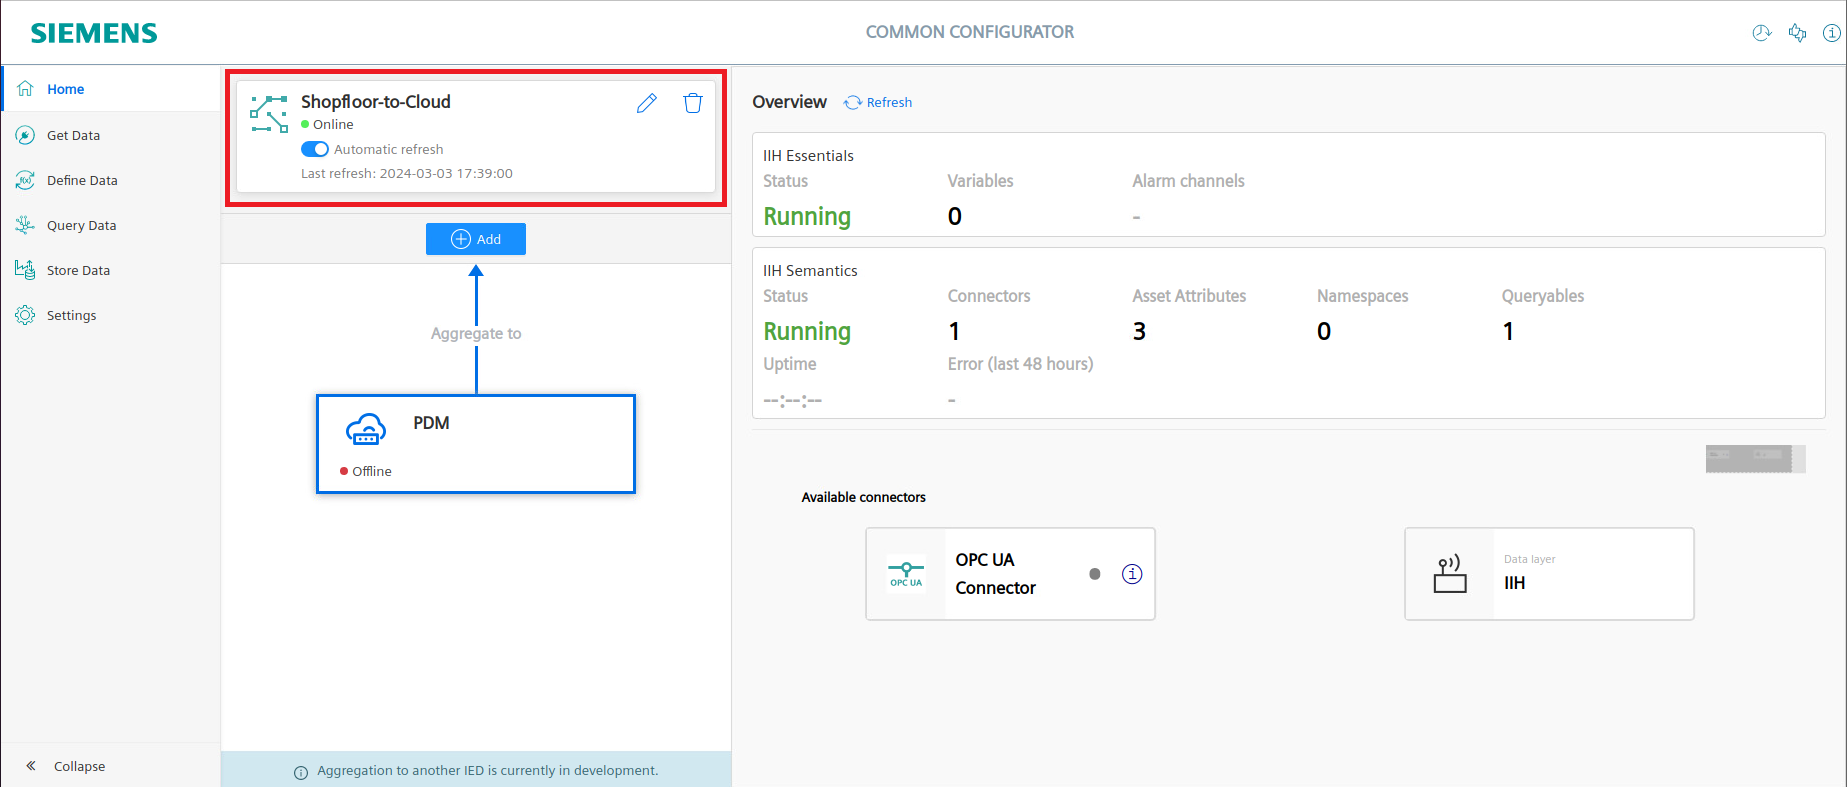 SIEMENS
COMMON CONFIGURATOR
Home
Get Data
Define Data
Query Data
Store Data
Settings
Collapse
Shopfloor-to-Cloud
Online
Automatic refresh
Last refresh: 2024-03-03 17:39:00
Add
Aggregate to
PDM
Offline
Aggregation to another IED is currently in development.
Overview Refresh
IIH Essentials
Status Variables Alarm channels
Running 0 -
IIH Semantics
Status Connectors Asset Attributes Namespaces Queryables
Running 1 3 0 1
Uptime Error (last 48 hours)
--:--:-- -
Available connectors
OPC UA
OPC UA
Connector
Data layer
IIH